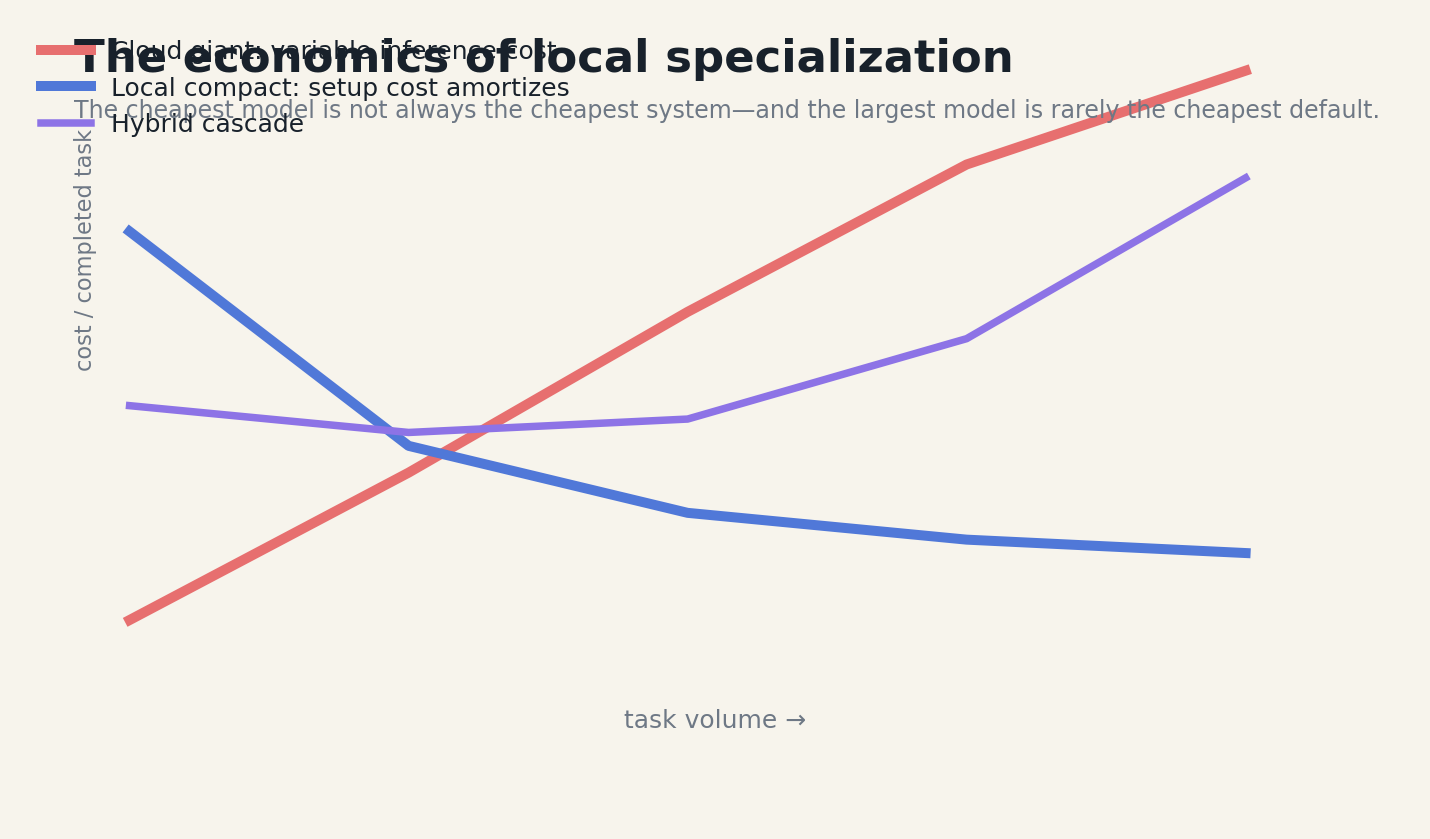 The economics of local specialization
The cheapest model is not always the cheapest system—and the largest model is rarely the cheapest default.
Cloud giant: variable inference cost
Local compact: setup cost amortizes
Hybrid cascade
cost / completed task
task volume →